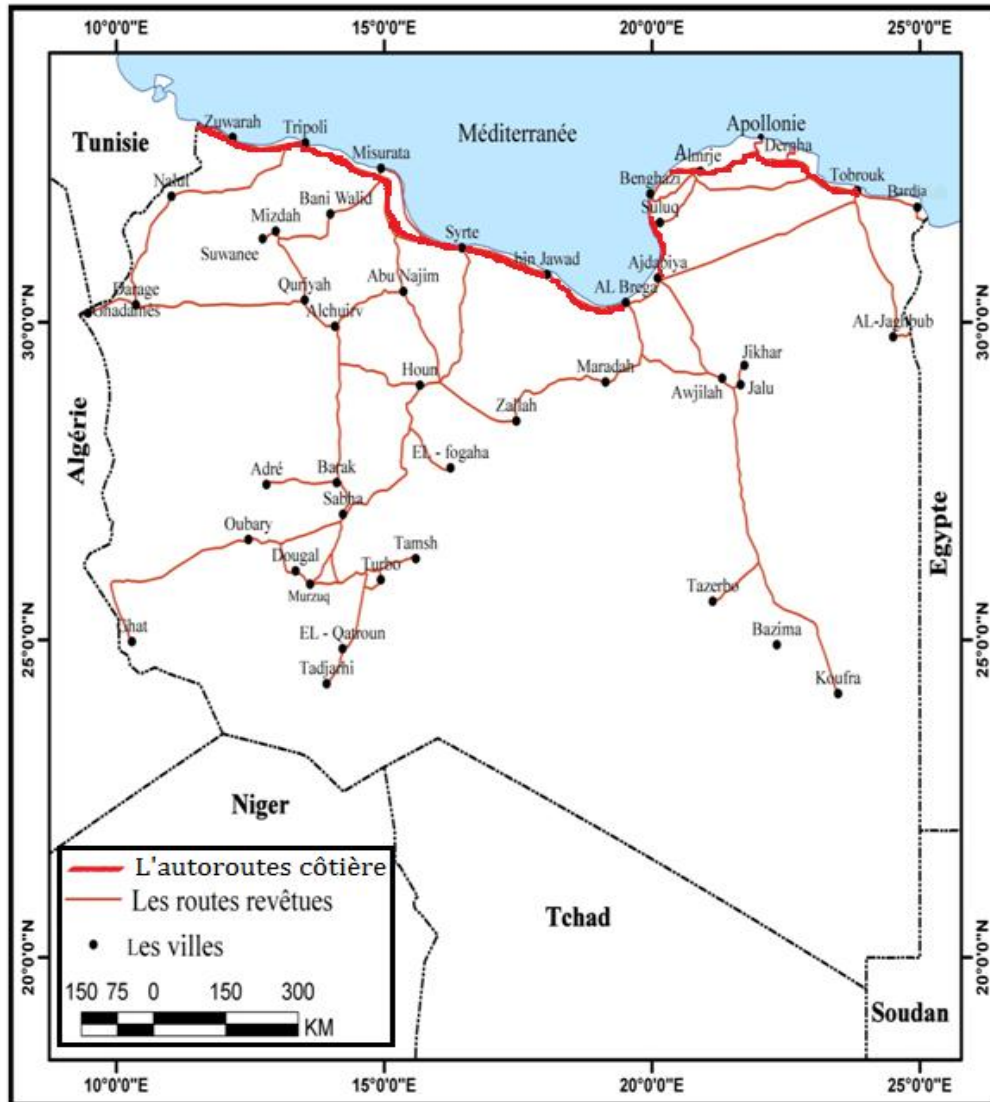 10°0'0"E
15°0'0"E
20°0'0"E
25°0'0"E
Tunisie
Zuwarah
Tripoli
Méditerranée
Apollonie
Misurata
Almrje
Deraha
Nalut
Bani Walid
Benghazi
Tobrouk
Bardia
Mizdah
Suluq
Suwanee
Syrte
bin Jawad
Ajdabiya
Darage
Quriyah
Abu Najim
AL Brega
Ghadamès
Alchuirv
AL-Jaghbub
30°0'0"N
30°0'0"N
Jikhar
Houn
Maradah
Awjilah
Jalu
Zallah
Algérie
EL - fogaha
Adré
Barak
Sabha
Oubary
Egypte
Dougal
Tamsh
Turbo
Murzuq
Tazerbo
Ghat
EL - Qatroun
Bazima
25°0'0"N
25°0'0"N
Tadjarhi
Koufra
Niger
L'autoroutes côtière
Les routes revêtues
Tchad
Les villes
20°0'0"N
20°0'0"N
150 75 0 150 300
KM
Soudan
10°0'0"E
15°0'0"E
20°0'0"E
25°0'0"E